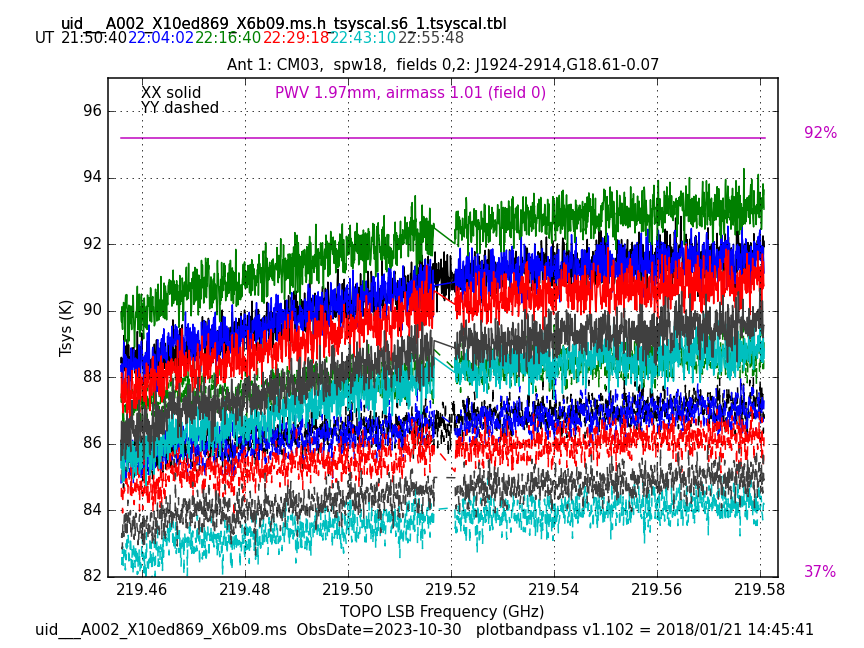 uid___A002_X10ed869_X6b09.ms.h_tsyscal.s6_1.tsyscal.tbl
UT 21:50:40 22:04:02 22:16:40 22:29:18 22:43:10 22:55:48
Ant 1: CM03,  spw18,  fields 0,2: J1924-2914,G18.61-0.07
XX solid
PWV 1.97mm, airmass 1.01 (field 0)
YY dashed
96
92%
94
92
90
Tsys (K)
88
86
84
37%
82
219.46 219.48 219.50 219.52 219.54 219.56 219.58
TOPO LSB Frequency (GHz)
uid___A002_X10ed869_X6b09.ms  ObsDate=2023-10-30   plotbandpass v1.102 = 2018/01/21 14:45:41